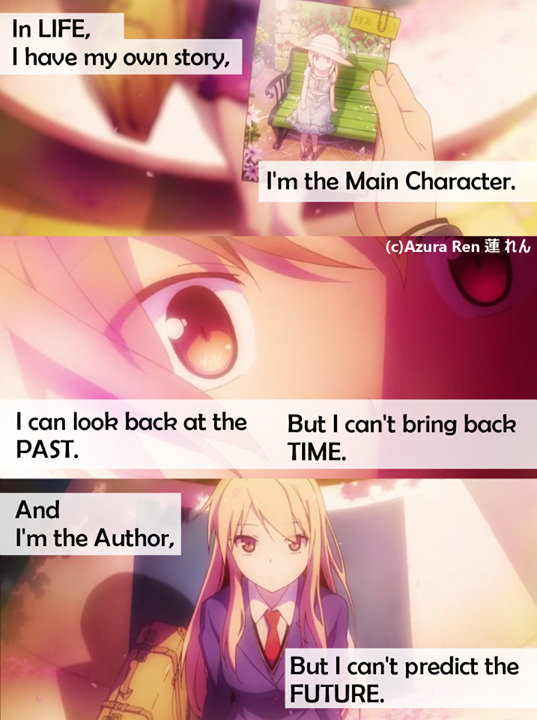 In LIFE,
I have my own story,
I'm the Main Character.
(c)Azura Ren 蓮 れん
I can look back at the
PAST.
But I can't bring back
TIME.
And
I'm the Author,
But I can't predict the
FUTURE.